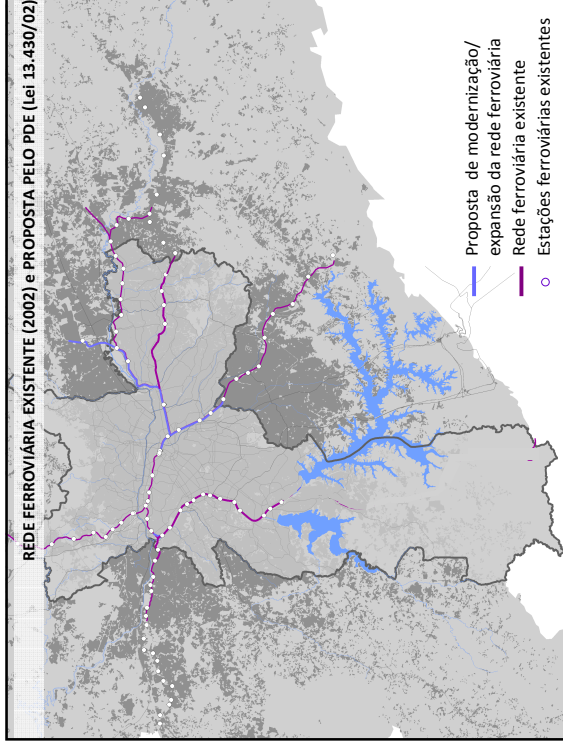 REDE FERROVIÁRIA EXISTENTE (2002) e PROPOSTA PELO PDE (Lei 13.430/02)
Proposta de modernização/
expansão da rede ferroviária
Rede ferroviária existente
Estações ferroviárias existentes